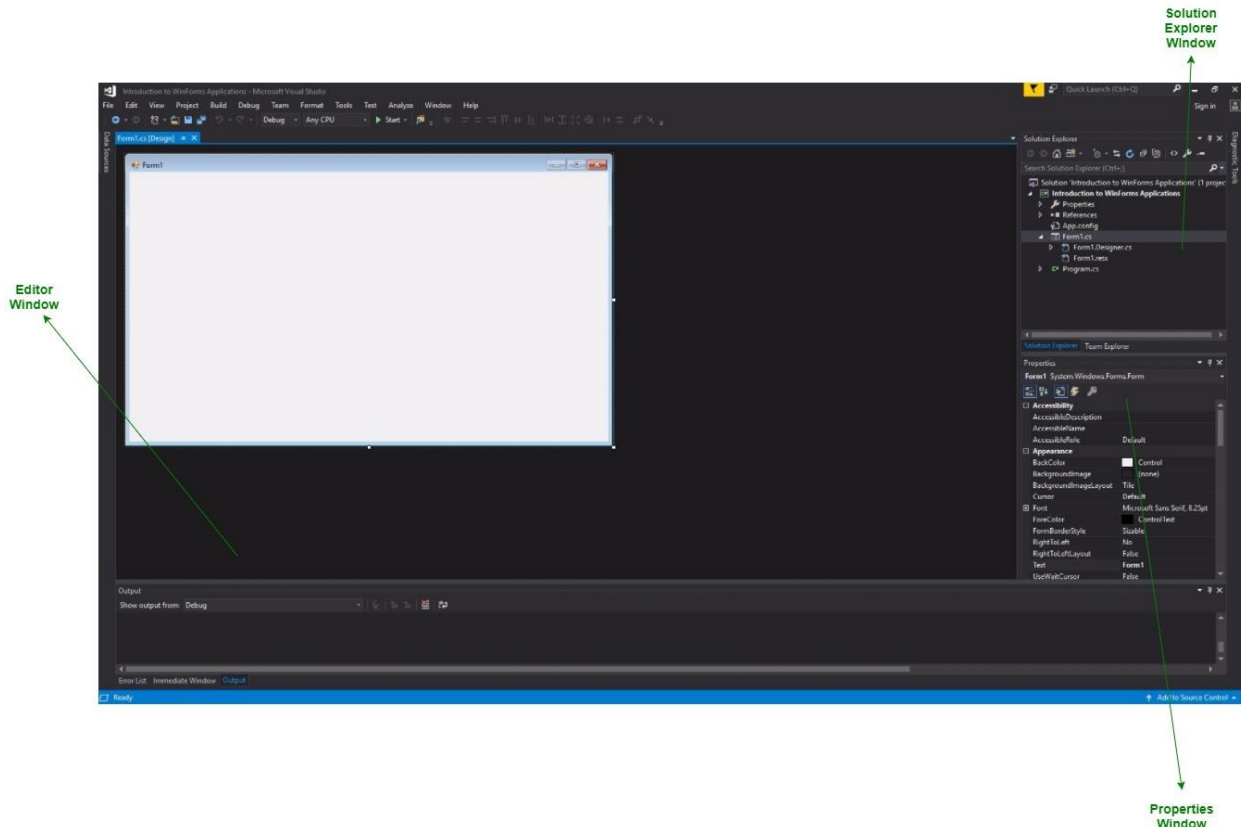 Solution
Explorer
Window
Introduction to WinForms Applications - Microsoft Visual Studio
Quick Launch (Ctrl+Q)
File Edit View Project Build Debug Team Format Tools Test Analyze Window Help
Sign in
Debug Any CPU Start
Data Sources
Form1.cs [Design]
Form1
Solution Explorer
Search Solution Explorer (Ctrl+;)
Solution 'Introduction to WinForms Applications' (1 projec
Introduction to WinForms Applications
Properties
References
App.config
Form1.cs
Form1.Designer.cs
Form1.resx
Program.cs
Solution Explorer Team Explorer
Diagnostic Tools
Editor
Window
Properties
Form1 System.Windows.Forms.Form
Accessibility
AccessibleDescription
AccessibleName
AccessibleRole Default
Appearance
BackColor Control
BackgroundImage (none)
BackgroundImageLayout Tile
Cursor Default
Font Microsoft Sans Serif, 8.25pt
ForeColor ControlText
FormBorderStyle Sizable
RightToLeft No
RightToLeftLayout False
Text Form1
UseWaitCursor False
Output
Show output from: Debug
Error List Immediate Window Output
Ready
Add to Source Control
Properties
Window